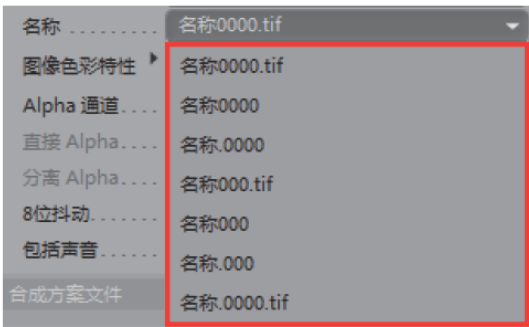 名称 ......... 名称0000.tif
图像色彩特性 名称0000.tif
Alpha 通道.... 名称0000
直接 Alpha.... 名称.0000
分离 Alpha.... 名称000.tif
8位抖动....... 名称000
包括声音...... 名称.000
合成方案文件 名称.0000.tif